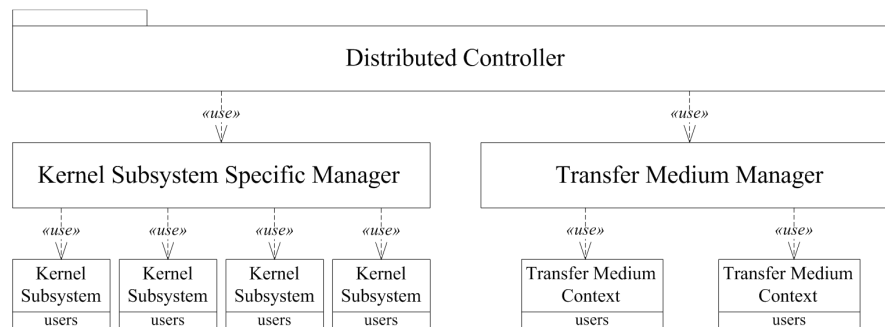 Distributed Controller
«use» «use»
Kernel Subsystem Specific Manager Transfer Medium Manager
«use» «use» «use» «use» «use» «use»
Kernel Kernel Kernel Kernel Transfer Medium Transfer Medium
Subsystem Subsystem Subsystem Subsystem Context Context
users users users users users users